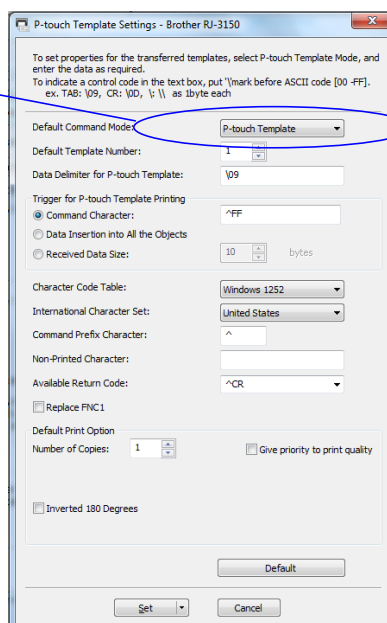 P-touch Template Settings - Brother RJ-3150
To set properties for the transferred templates, select P-touch Template Mode, and
enter the data as required.
To indicate a control code in the text box, put "\"mark before ASCII code [00 -FF].
ex. TAB: \09,  CR: \0D,  \: \\  as 1byte each
Default Command Mode: P-touch Template
Default Template Number: 1
Data Delimiter for P-touch Template: \09
Trigger for P-touch Template Printing
Command Character: ^FF
Data Insertion into All the Objects
Received Data Size: 10 bytes
Character Code Table: Windows 1252
International Character Set: United States
Command Prefix Character: ^
Non-Printed Character:
Available Return Code: ^CR
Replace FNC1
Default Print Option
Number of Copies: 1 Give priority to print quality
Inverted 180 Degrees
Default
Set Cancel